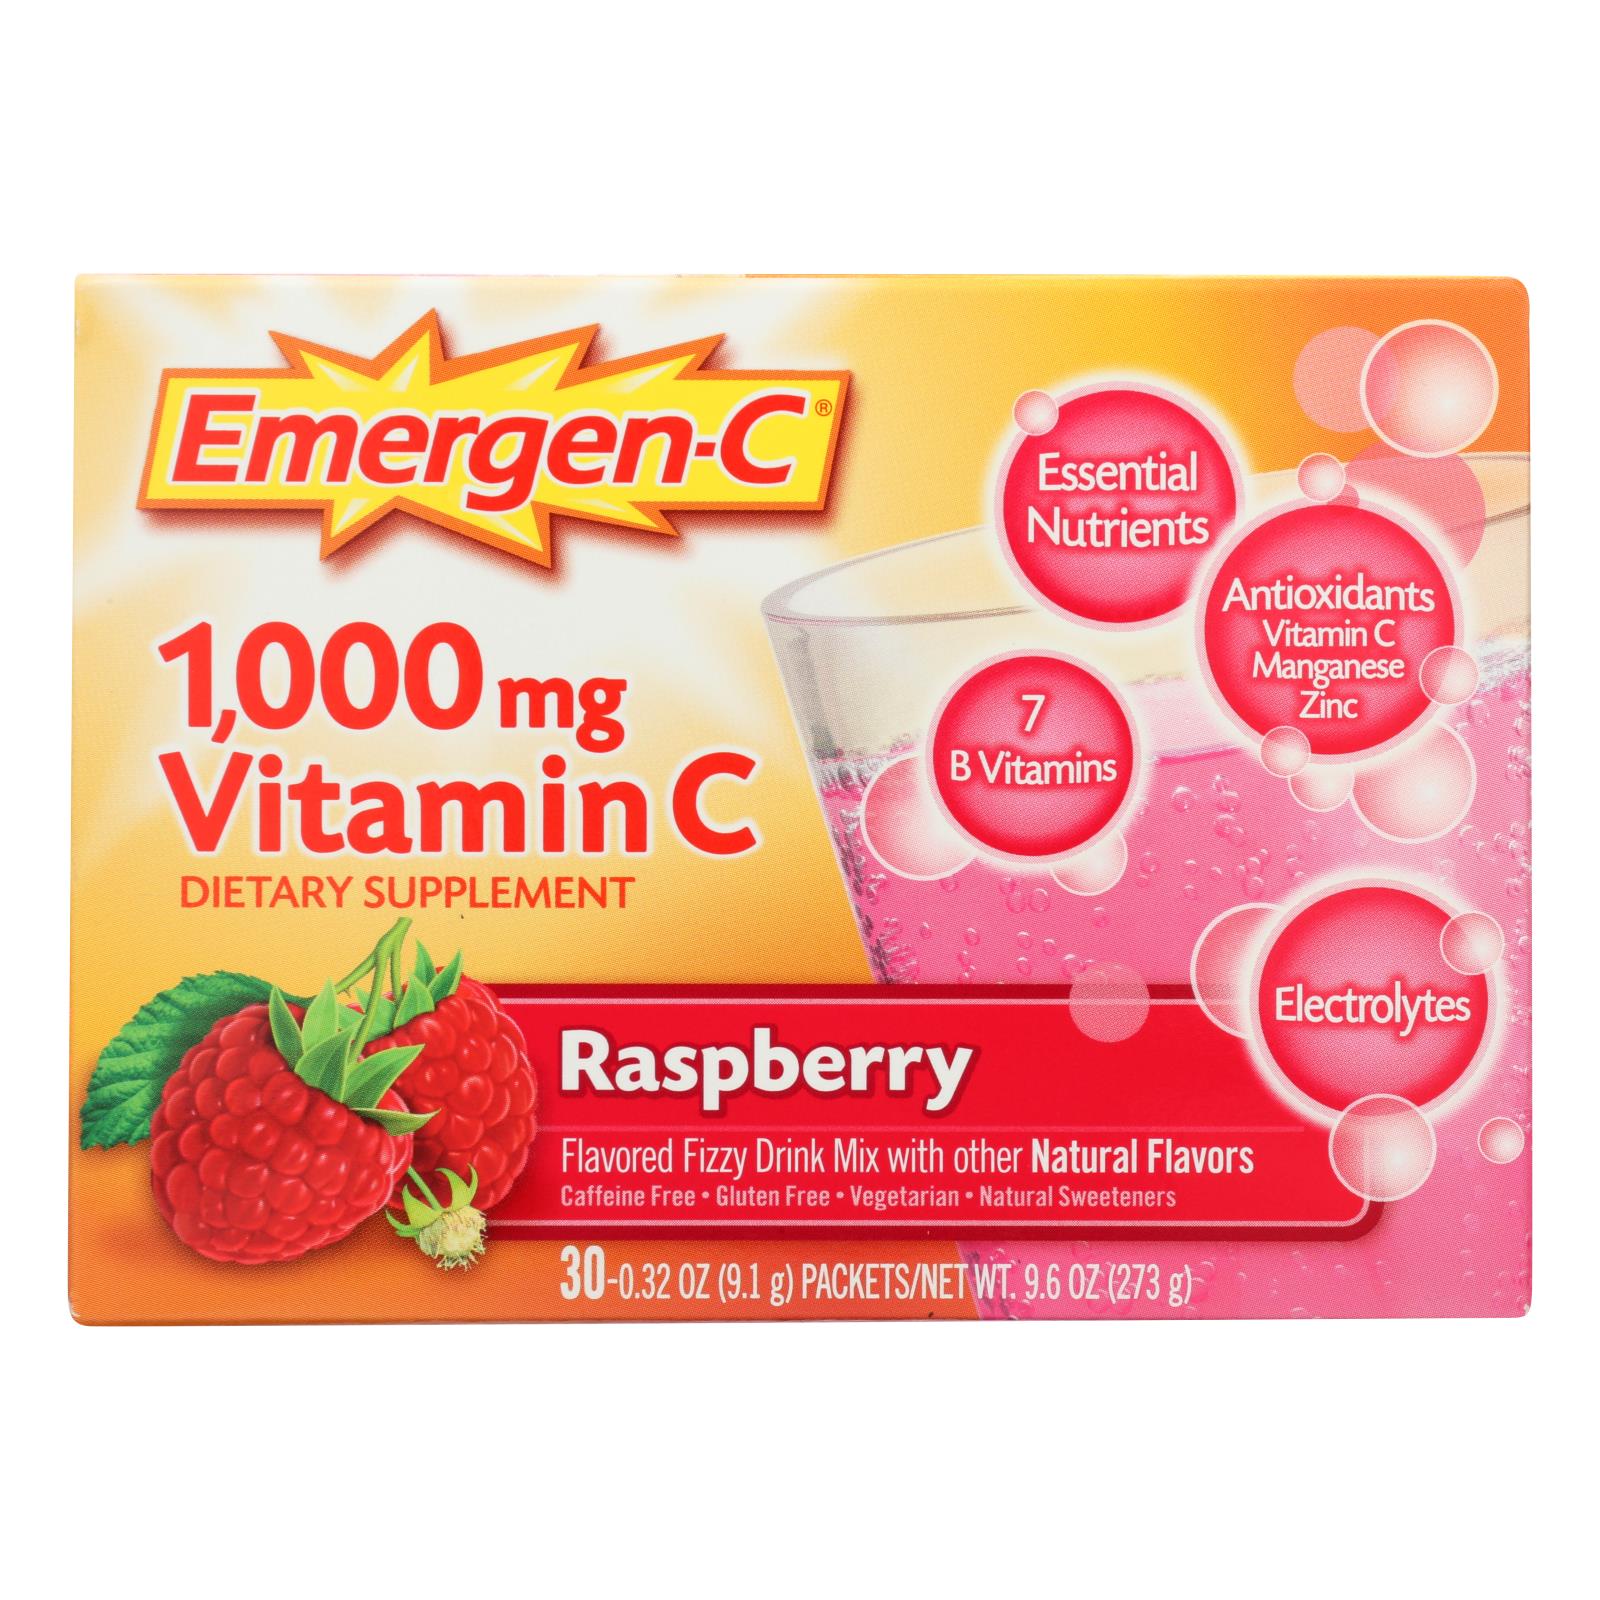 Emergen-C®
1,000 mg
Vitamin C
DIETARY SUPPLEMENT
Essential
Nutrients
Antioxidants
Vitamin C
Manganese
Zinc
7
B Vitamins
Electrolytes
Raspberry
Flavored Fizzy Drink Mix with other Natural Flavors
Caffeine Free • Gluten Free • Vegetarian • Natural Sweeteners
30-0.32 OZ (9.1 g) PACKETS/NET WT. 9.6 OZ (273 g)